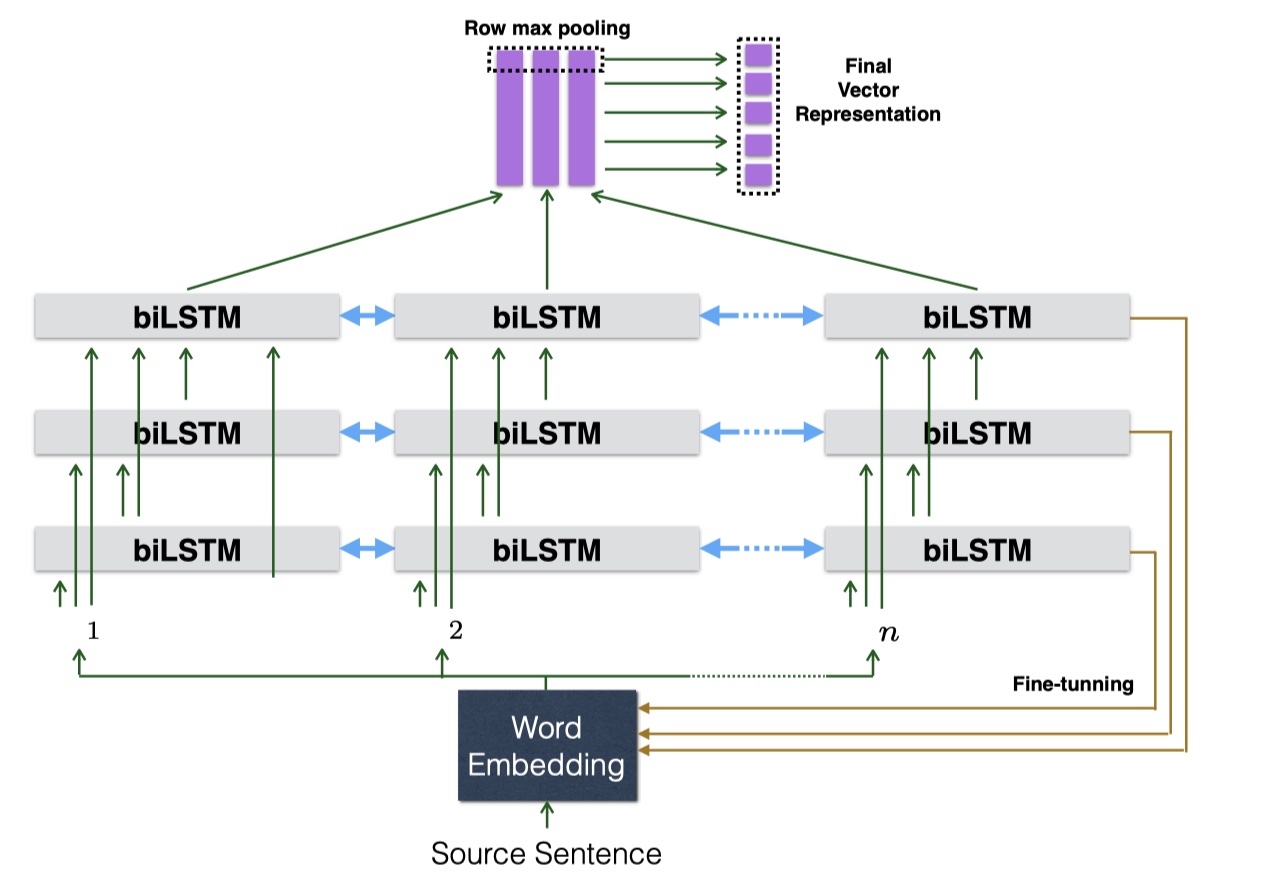 Row max pooling
Final
Vector
Representation
biLSTM
biLSTM
biLSTM
biLSTM
biLSTM
biLSTM
biLSTM
biLSTM
biLSTM
1
2
n
Fine-tunning
Word
Embedding
Source Sentence